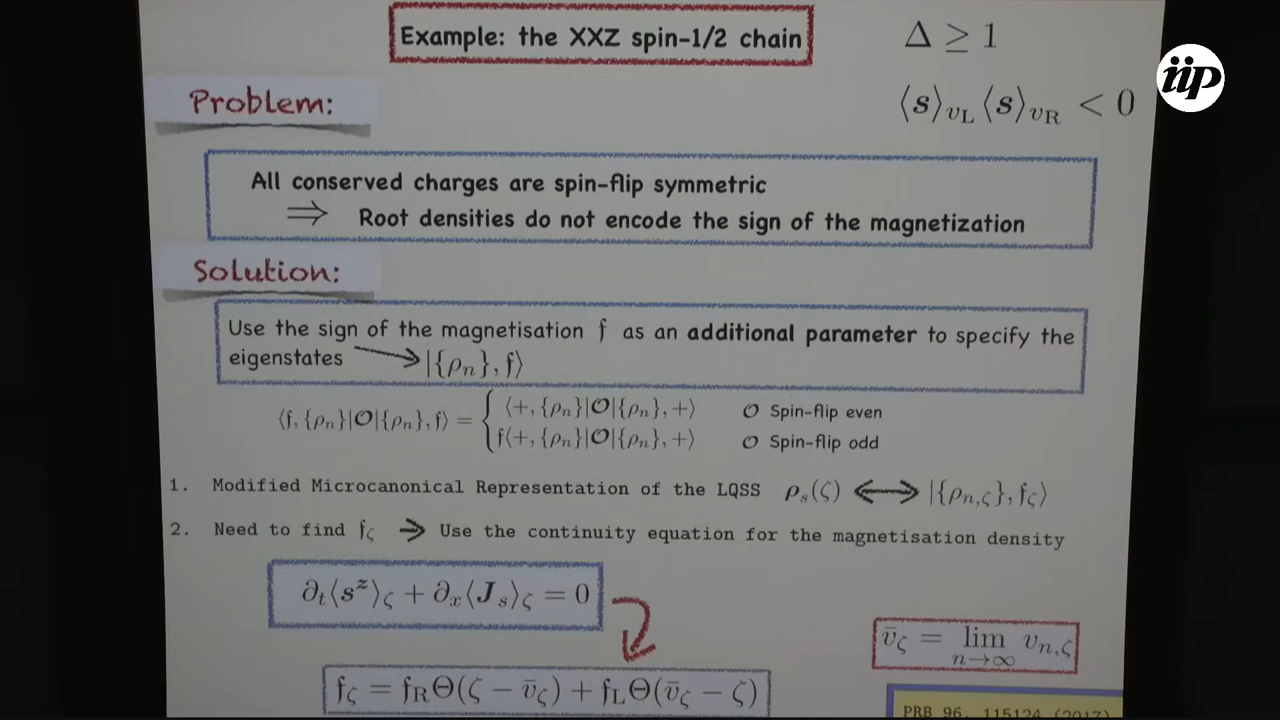 Example: the XXZ spin-1/2 chain
Δ ≥ 1
iip
Problem:
⟨s⟩_{v_L}⟨s⟩_{v_R} < 0
All conserved charges are spin-flip symmetric
⟹ Root densities do not encode the sign of the magnetization
Solution:
Use the sign of the magnetisation f as an additional parameter to specify the
eigenstates → |{ρ_n}, f⟩
⟨f, {ρ_n}|O|{ρ_n}, f⟩ = { ⟨+, {ρ_n}|O|{ρ_n}, +⟩ O Spin-flip even
f⟨+, {ρ_n}|O|{ρ_n}, +⟩ O Spin-flip odd
1. Modified Microcanonical Representation of the LQSS ρ_s(ζ) ⟷ |{ρ_{n,ζ}}, f_ζ⟩
2. Need to find f_ζ → Use the continuity equation for the magnetisation density
∂_t⟨s^z⟩_ζ + ∂_x⟨J_s⟩_ζ = 0
v̄_ζ = lim_{n→∞} v_{n,ζ}
f_ζ = f_R Θ(ζ − v̄_ζ) + f_L Θ(v̄_ζ − ζ)
PRB 96, 115124 (2017)